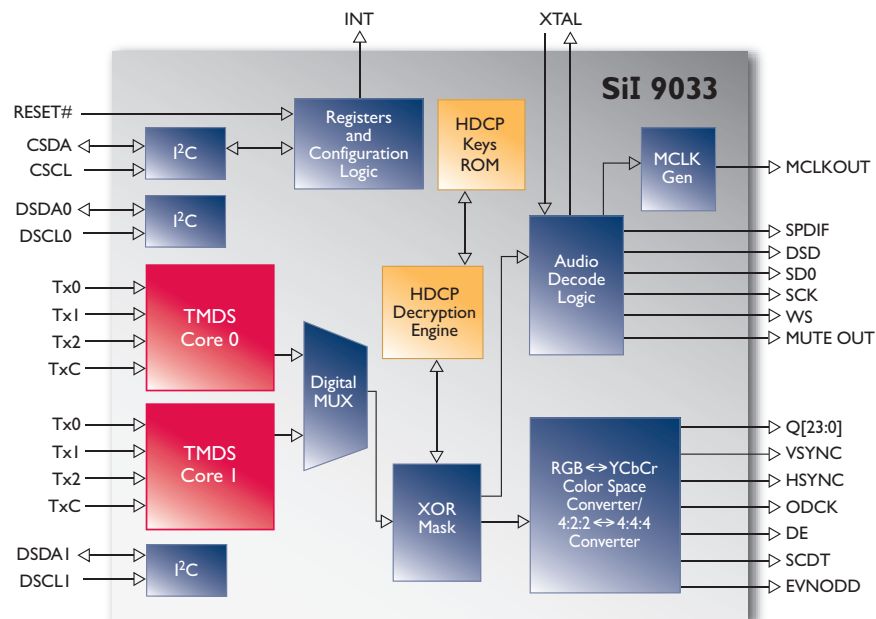 INT
XTAL
SiI 9033
RESET#
CSDA
CSCL
I²C
Registers and
Configuration
Logic
HDCP
Keys
ROM
MCLK
Gen
MCLKOUT
DSDA0
DSCL0
I²C
Tx0
Tx1
Tx2
TxC
TMDS
Core 0
HDCP
Decryption
Engine
Audio
Decode
Logic
SPDIF
DSD
SD0
SCK
WS
MUTE OUT
Digital
MUX
Tx0
Tx1
Tx2
TxC
TMDS
Core 1
XOR
Mask
RGB↔YCbCr
Color Space
Converter/
4:2:2↔4:4:4
Converter
Q[23:0]
VSYNC
HSYNC
ODCK
DE
SCDT
EVNODD
DSDA1
DSCL1
I²C